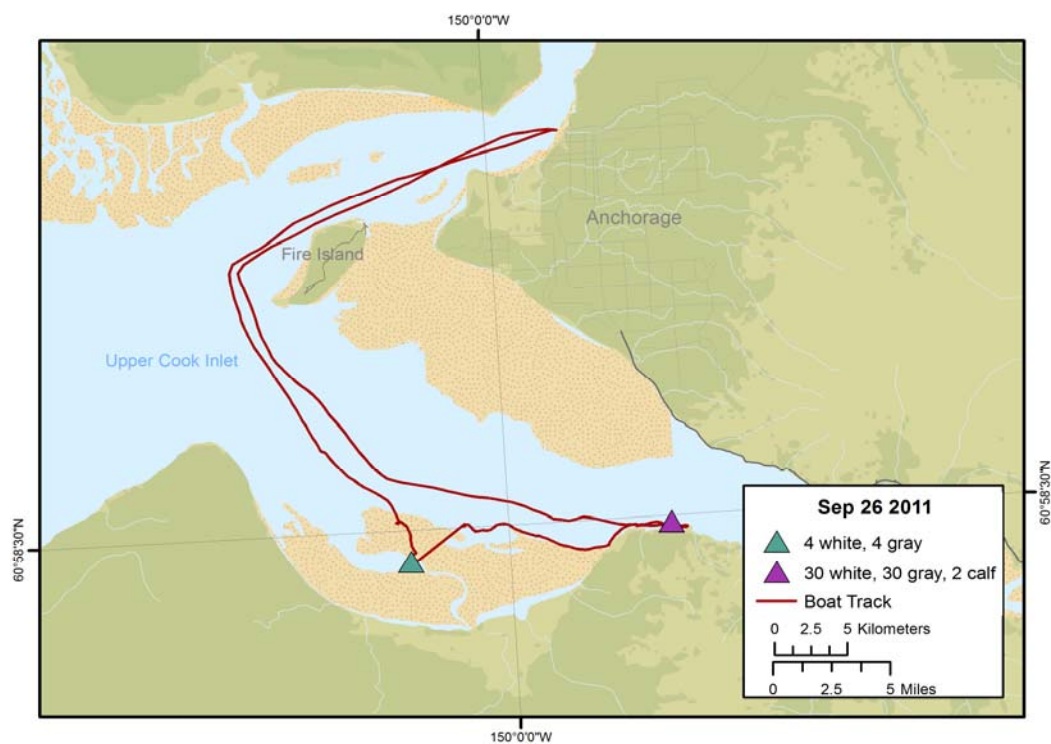 150°0'0"W
Anchorage
Fire Island
Upper Cook Inlet
60°58'30"N
60°58'30"N
Sep 26 2011
4 white, 4 gray
30 white, 30 gray, 2 calf
Boat Track
0 2.5 5 Kilometers
0 2.5 5 Miles
150°0'0"W